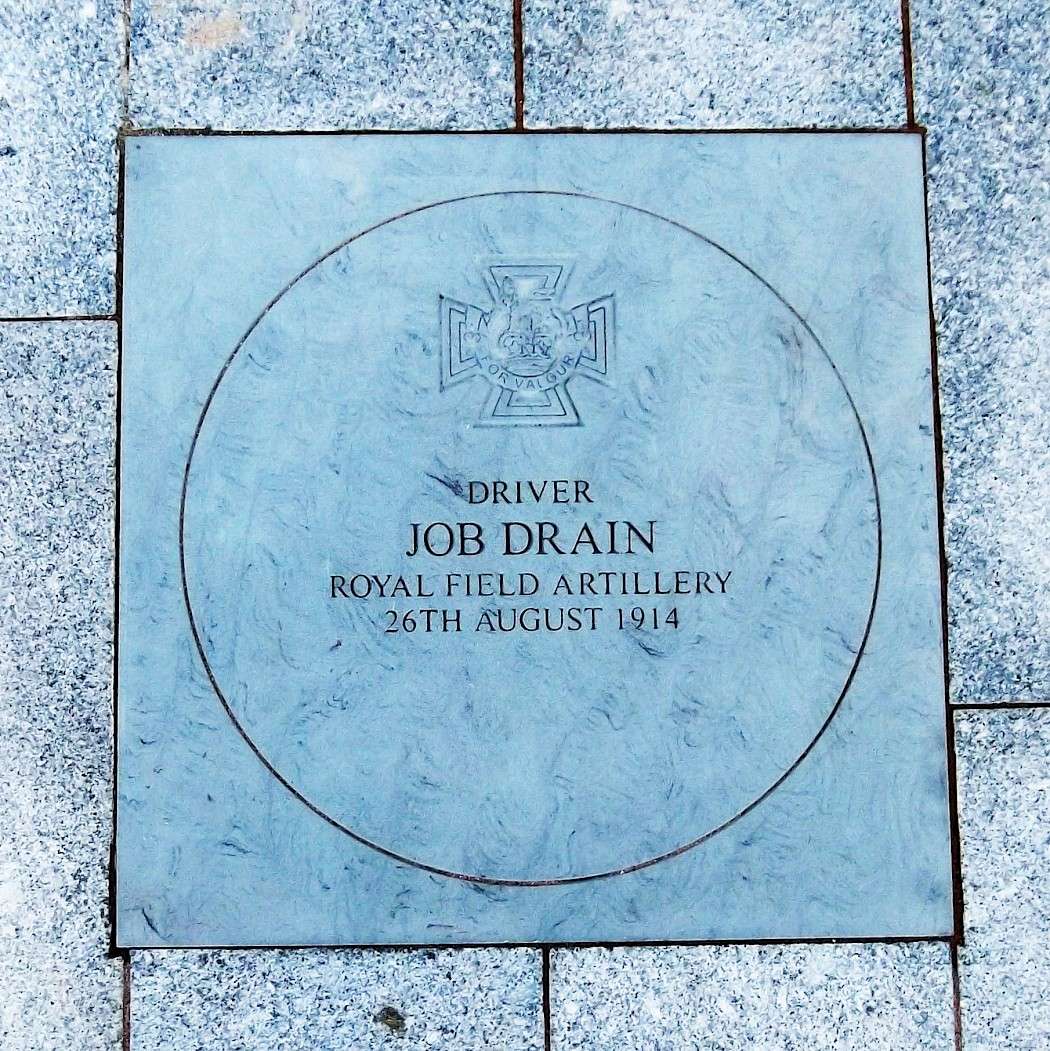 FOR VALOUR
DRIVER
JOB DRAIN
ROYAL FIELD ARTILLERY
26TH AUGUST 1914